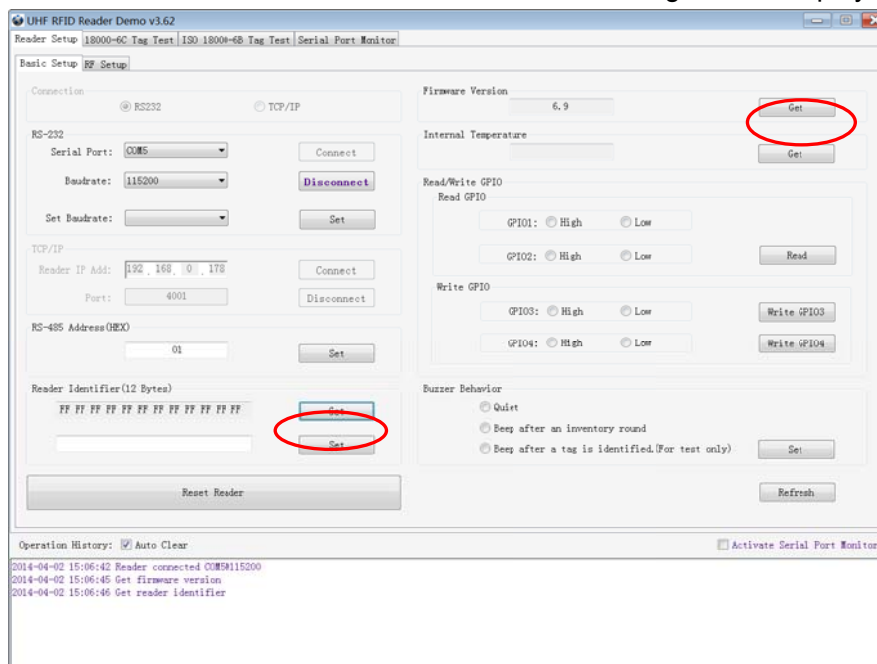 UHF RFID Reader Demo v3.62
Reader Setup 18000-6C Tag Test ISO 18000-6B Tag Test Serial Port Monitor
Basic Setup RF Setup
Connection
RS232 TCP/IP
RS-232
Serial Port: COM5 Connect
Baudrate: 115200 Disconnect
Set Baudrate: Set
TCP/IP
Reader IP Add: 192 . 168 . 0 . 178 Connect
Port: 4001 Disconnect
RS-485 Address(HEX)
01 Set
Reader Identifier(12 Bytes)
FF FF FF FF FF FF FF FF FF FF FF FF
Set
Reset Reader
Firmware Version
6.9 Get
Internal Temperature
Get
Read/Write GPIO
Read GPIO
GPIO1: High Low
GPIO2: High Low Read
Write GPIO
GPIO3: High Low Write GPIO3
GPIO4: High Low Write GPIO4
Buzzer Behavior
Quiet
Beep after an inventory round
Beep after a tag is identified.(For test only) Set
Refresh
Operation History: Auto Clear Activate Serial Port Monitor
2014-04-02 15:06:42 Reader connected COM5@115200
2014-04-02 15:06:45 Get firmware version
2014-04-02 15:06:46 Get reader identifier